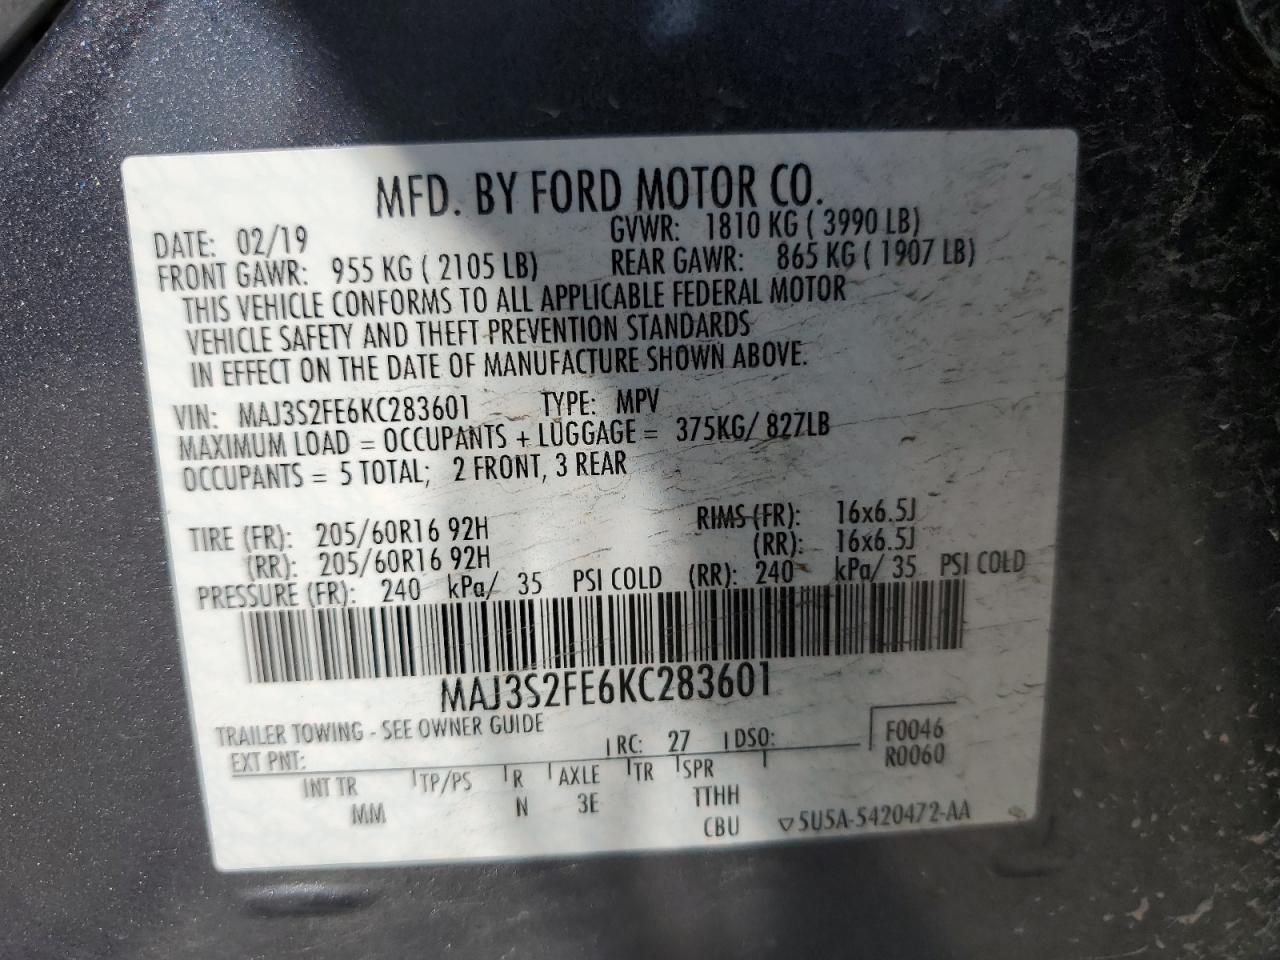 MFD. BY FORD MOTOR CO.
DATE: 02/19 GVWR: 1810 KG ( 3990 LB)
FRONT GAWR: 955 KG ( 2105 LB) REAR GAWR: 865 KG ( 1907 LB)
THIS VEHICLE CONFORMS TO ALL APPLICABLE FEDERAL MOTOR
VEHICLE SAFETY AND THEFT PREVENTION STANDARDS
IN EFFECT ON THE DATE OF MANUFACTURE SHOWN ABOVE.
VIN: MAJ3S2FE6KC283601 TYPE: MPV
MAXIMUM LOAD = OCCUPANTS + LUGGAGE = 375KG/ 827LB
OCCUPANTS = 5 TOTAL; 2 FRONT, 3 REAR
TIRE (FR): 205/60R16 92H RIMS (FR): 16x6.5J
(RR): 205/60R16 92H (RR): 16x6.5J
PRESSURE (FR): 240 kPa/ 35 PSI COLD (RR): 240 kPa/ 35 PSI COLD
MAJ3S2FE6KC283601
TRAILER TOWING - SEE OWNER GUIDE F0046
EXT PNT: RC: 27 DSO: R0060
INT TR TP/PS R AXLE TR SPR
MM N 3E TTHH
CBU ▽5U5A-5420472-AA